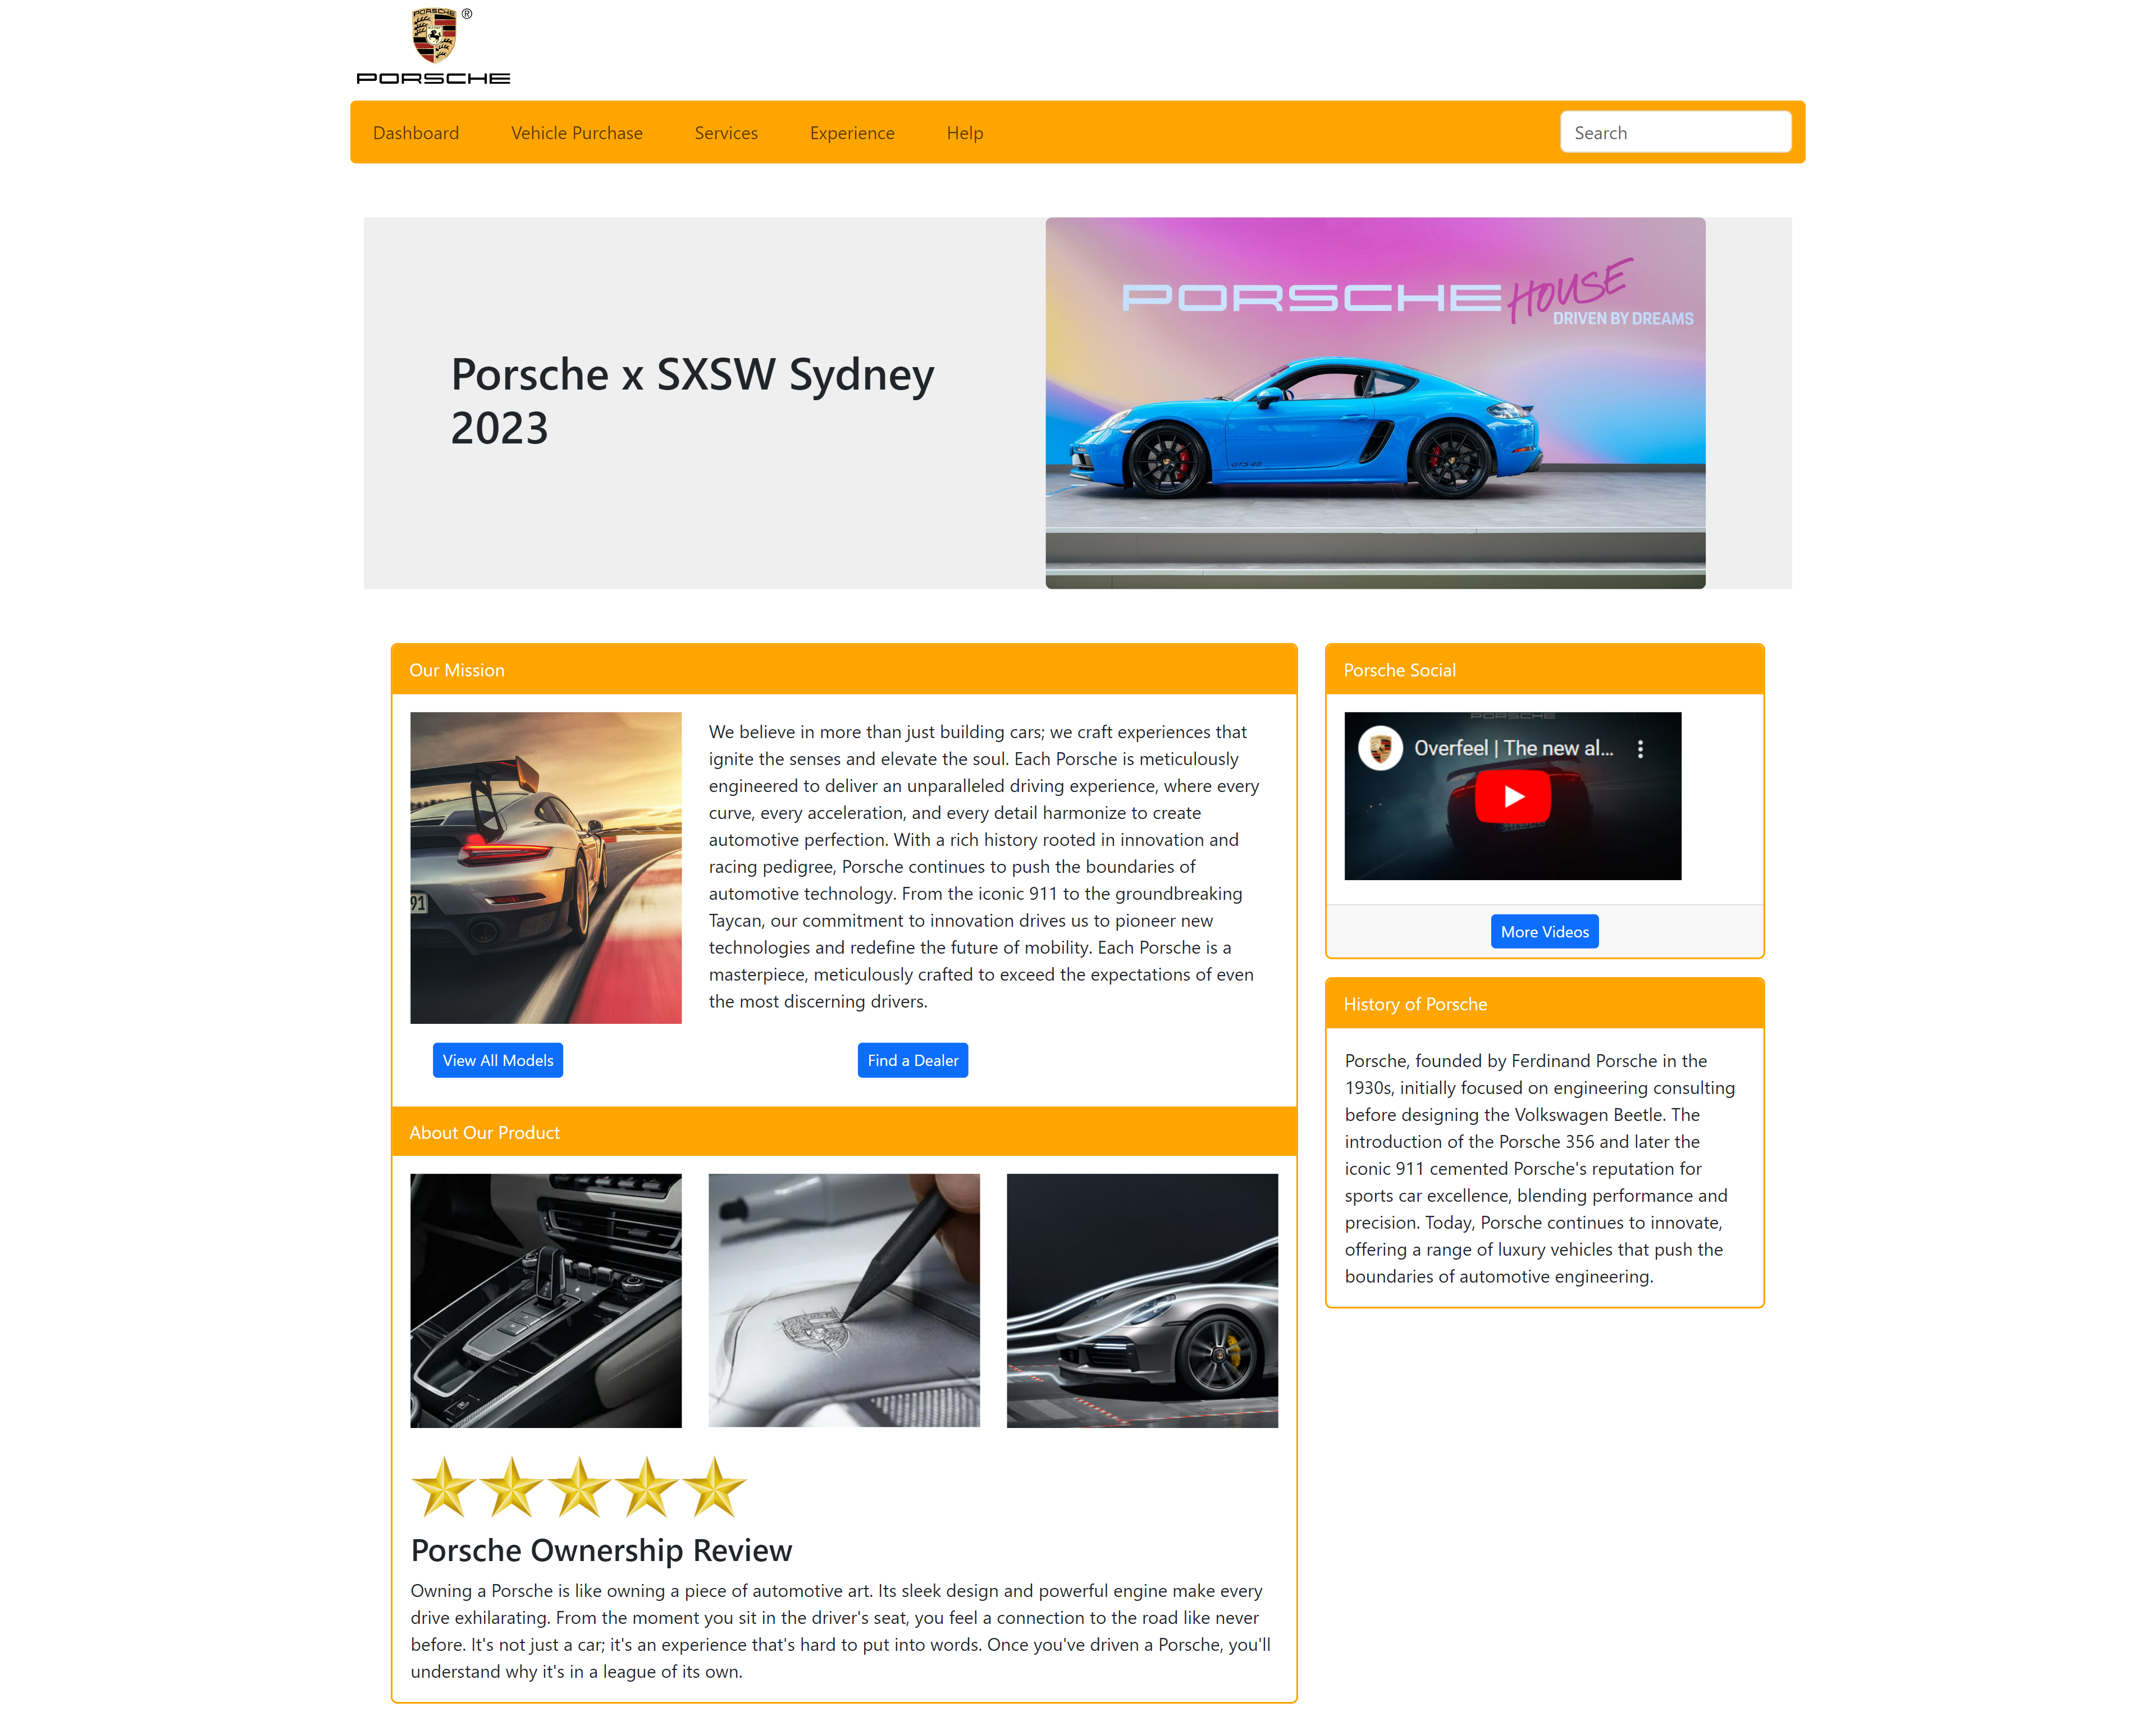 PORSCHE
®
PORSCHE
Dashboard
Vehicle Purchase
Services
Experience
Help
Search
Porsche x SXSW Sydney
2023
PORSCHE HOUSE
DRIVEN BY DREAMS
GTS 4.0
Our Mission
91
We believe in more than just building cars; we craft experiences that
ignite the senses and elevate the soul. Each Porsche is meticulously
engineered to deliver an unparalleled driving experience, where every
curve, every acceleration, and every detail harmonize to create
automotive perfection. With a rich history rooted in innovation and
racing pedigree, Porsche continues to push the boundaries of
automotive technology. From the iconic 911 to the groundbreaking
Taycan, our commitment to innovation drives us to pioneer new
technologies and redefine the future of mobility. Each Porsche is a
masterpiece, meticulously crafted to exceed the expectations of even
the most discerning drivers.
View All Models
Find a Dealer
About Our Product
Porsche Ownership Review
Owning a Porsche is like owning a piece of automotive art. Its sleek design and powerful engine make every
drive exhilarating. From the moment you sit in the driver's seat, you feel a connection to the road like never
before. It's not just a car; it's an experience that's hard to put into words. Once you've driven a Porsche, you'll
understand why it's in a league of its own.
Porsche Social
PORSCHE
Overfeel | The new al...
More Videos
History of Porsche
Porsche, founded by Ferdinand Porsche in the
1930s, initially focused on engineering consulting
before designing the Volkswagen Beetle. The
introduction of the Porsche 356 and later the
iconic 911 cemented Porsche's reputation for
sports car excellence, blending performance and
precision. Today, Porsche continues to innovate,
offering a range of luxury vehicles that push the
boundaries of automotive engineering.